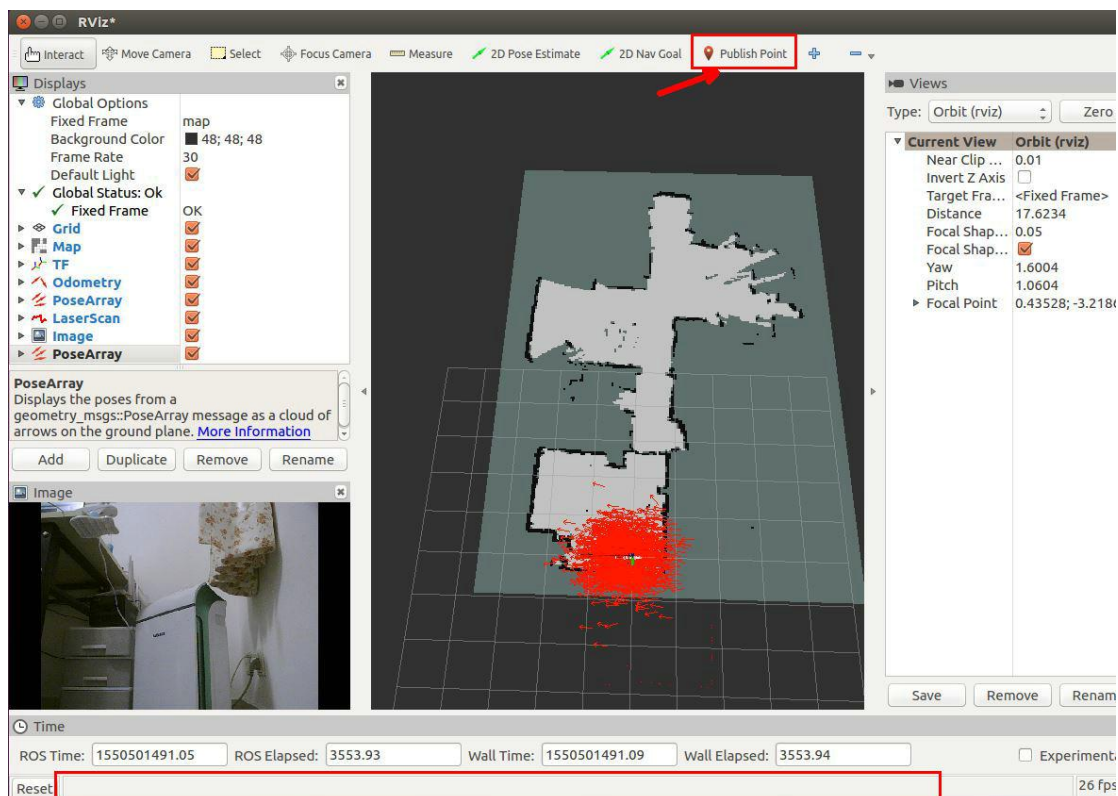 RViz*
Interact Move Camera Select Focus Camera Measure 2D Pose Estimate 2D Nav Goal Publish Point
Displays
Global Options
Fixed Frame map
Background Color 48; 48; 48
Frame Rate 30
Default Light
Global Status: Ok
Fixed Frame OK
Grid
Map
TF
Odometry
PoseArray
LaserScan
Image
PoseArray
PoseArray
Displays the poses from a
geometry_msgs::PoseArray message as a cloud of
arrows on the ground plane. More Information
Add Duplicate Remove Rename
Image
Views
Type: Orbit (rviz) Zero
Current View Orbit (rviz)
Near Clip ... 0.01
Invert Z Axis
Target Fra... <Fixed Frame>
Distance 17.6234
Focal Shap... 0.05
Focal Shap...
Yaw 1.6004
Pitch 1.0604
Focal Point 0.43528; -3.2186
Save Remove Renam
Time
ROS Time: 1550501491.05 ROS Elapsed: 3553.93 Wall Time: 1550501491.09 Wall Elapsed: 3553.94 Experimenta
Reset 26 fps